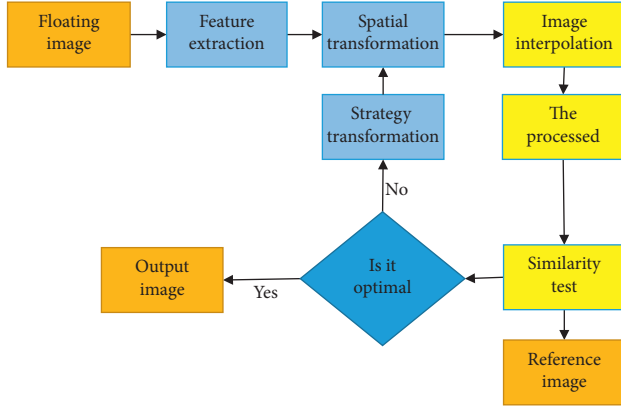 Floating
image
Feature
extraction
Spatial
transformation
Image
interpolation
Strategy
transformation
The
processed
No
Output
image
Yes
Is it
optimal
Similarity
test
Reference
image